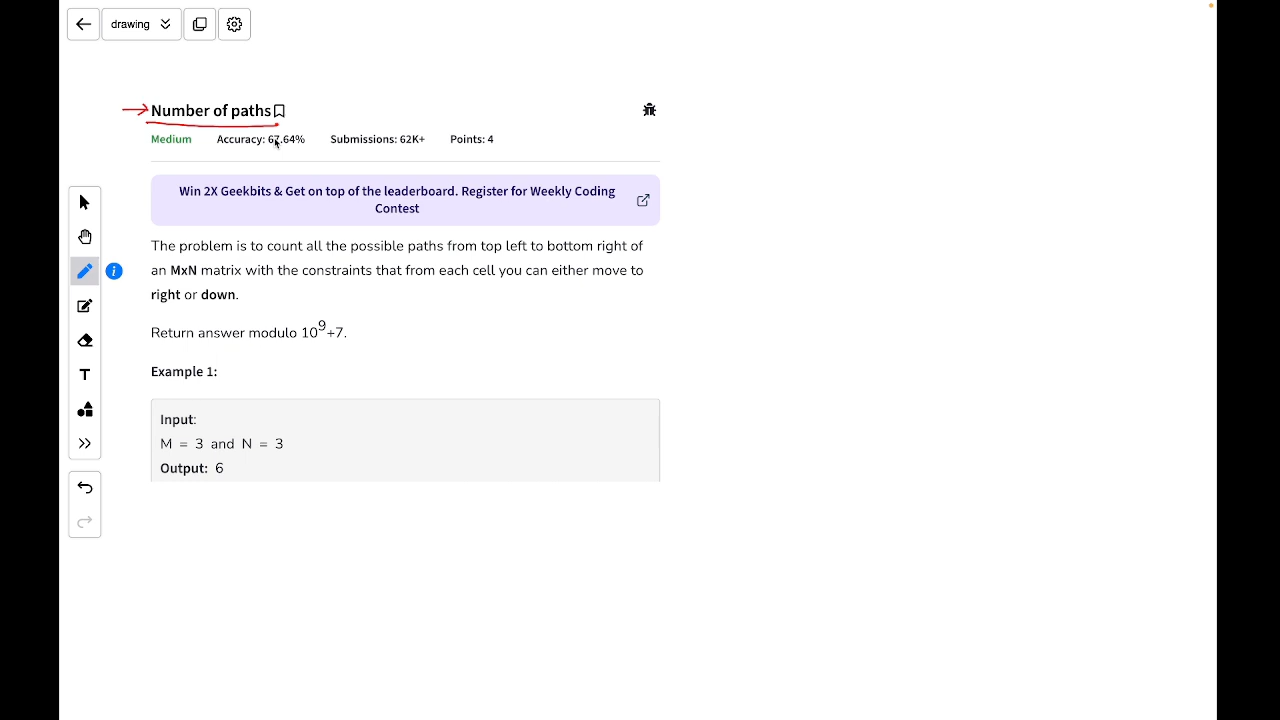 drawing
Number of paths
Medium Accuracy: 67.64% Submissions: 62K+ Points: 4
Win 2X Geekbits & Get on top of the leaderboard. Register for Weekly Coding
Contest
The problem is to count all the possible paths from top left to bottom right of
an MxN matrix with the constraints that from each cell you can either move to
right or down.
Return answer modulo 10⁹+7.
Example 1:
Input:
M = 3 and N = 3
Output: 6
T